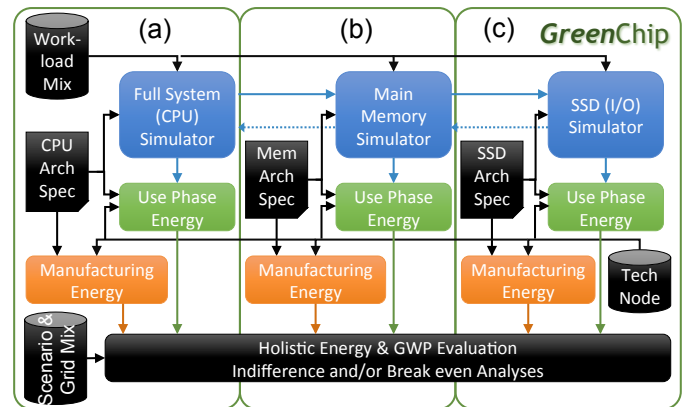 (a)
(b)
(c)
GreenChip
Work-
load
Mix
Full System
(CPU)
Simulator
Main
Memory
Simulator
SSD (I/O)
Simulator
CPU
Arch
Spec
Mem
Arch
Spec
SSD
Arch
Spec
Use Phase
Energy
Use Phase
Energy
Use Phase
Energy
Manufacturing
Energy
Manufacturing
Energy
Manufacturing
Energy
Tech
Node
Scenario &
Grid Mix
Holistic Energy & GWP Evaluation
Indifference and/or Break even Analyses